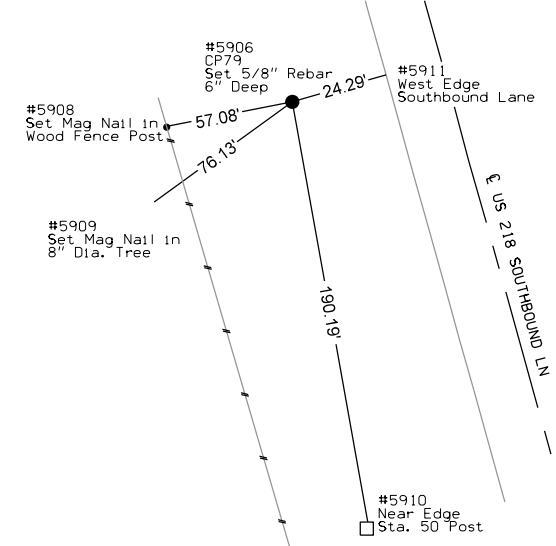 #5906
CP79
Set 5/8" Rebar
6" Deep
24.29'
#5911
West Edge
Southbound Lane
#5908
Set Mag Nail in
Wood Fence Post
57.08'
76.13'
#5909
Set Mag Nail in
8" Dia. Tree
℄ US 218 SOUTHBOUND LN
190.19'
#5910
Near Edge
Sta. 50 Post